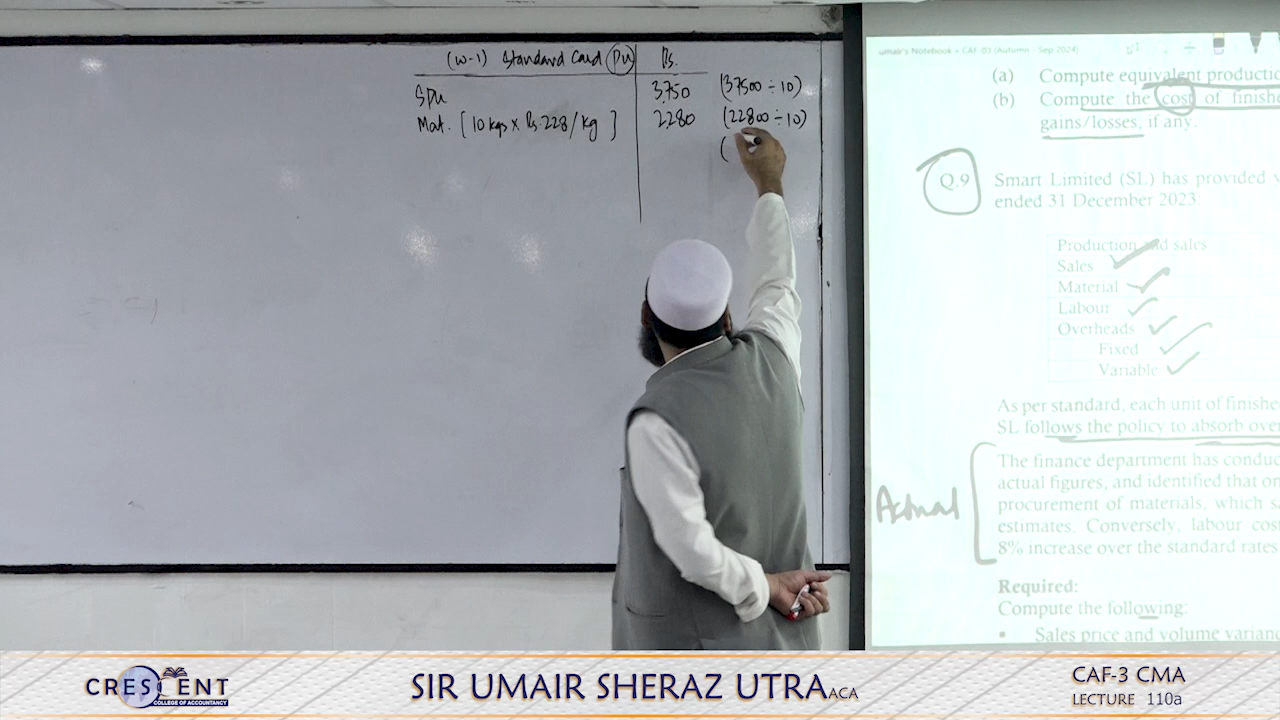 (W-1) Standard Card (Pu) Rs.
SPu 3,750 (37500 ÷ 10)
Mat. [ 10 kgs x Rs.228/kg ] 2,280 (22800 ÷ 10)
(
umair's Notebook » CAF-03 (Autumn - Sep 2024)
(a) Compute equivalent producti
(b) Compute the cost of finish
gains/losses, if any.
Q.9 Smart Limited (SL) has provided
ended 31 December 2023
Production and sales
Sales
Material
Labour
Overheads
Fixed
Variable
As per standard, each unit of finishe
SL follows the policy to absorb over
Actual
The finance department has conduc
actual figures, and identified that on
procurement of materials, which s
estimates. Conversely, labour cos
8% increase over the standard rates
Required:
Compute the following:
▪ Sales price and volume varian
CRESCENT
COLLEGE OF ACCOUNTANCY
SIR UMAIR SHERAZ UTRA ACA
CAF-3 CMA
LECTURE 110a